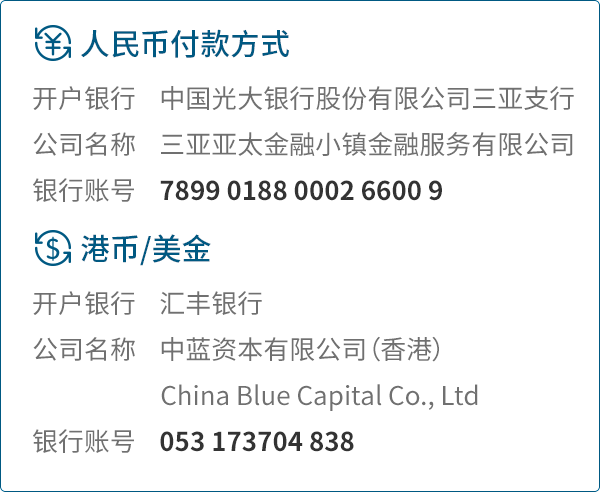 人民币付款方式
开户银行 中国光大银行股份有限公司三亚支行
公司名称 三亚亚太金融小镇金融服务有限公司
银行账号 7899 0188 0002 6600 9
港币/美金
开户银行 汇丰银行
公司名称 中蓝资本有限公司（香港）
China Blue Capital Co., Ltd
银行账号 053 173704 838